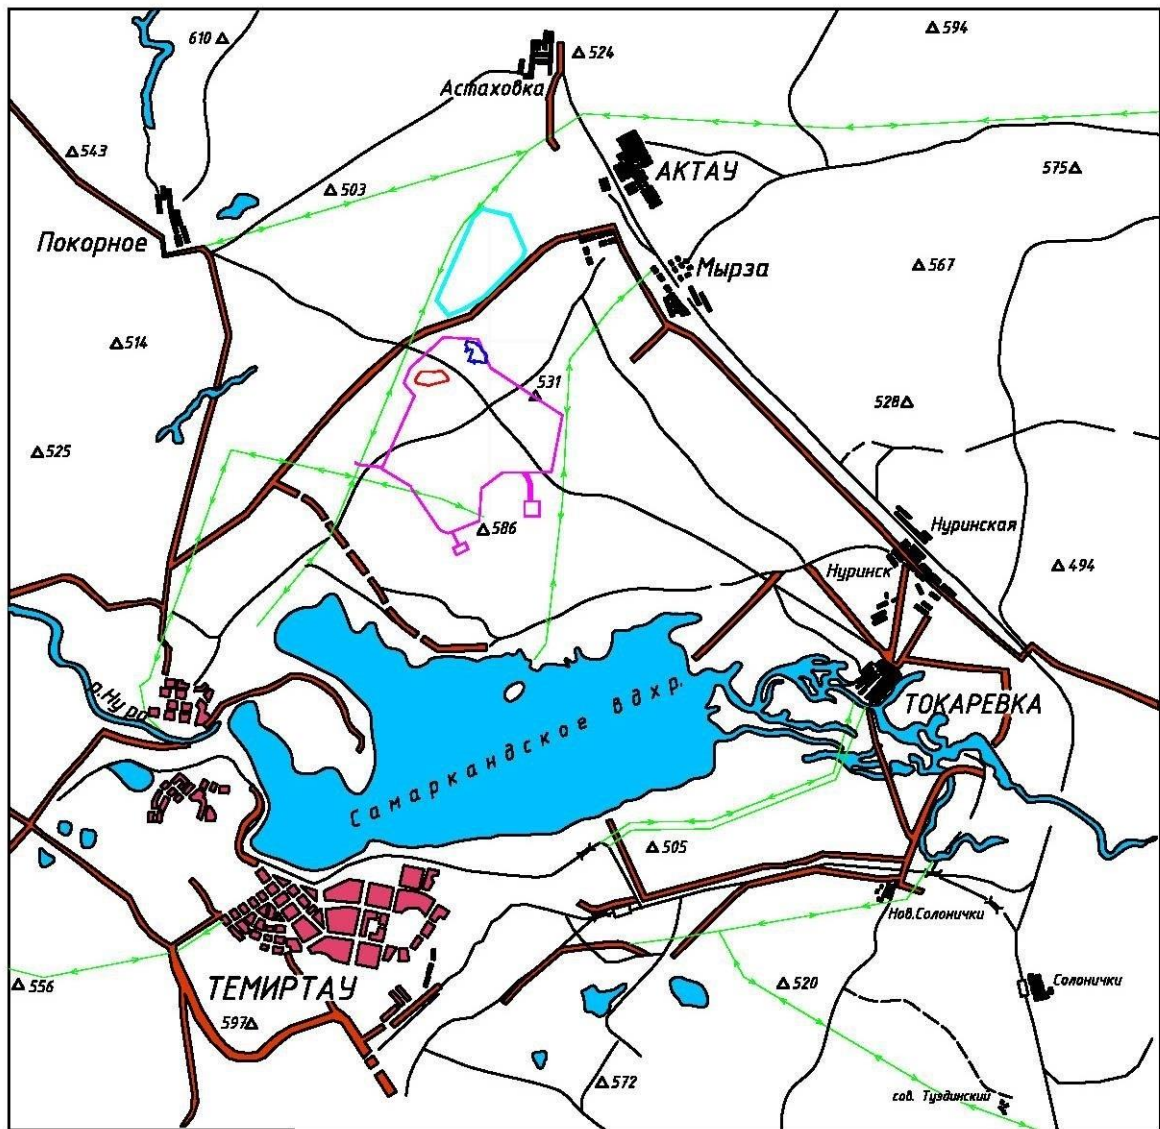 610
524
594
Астаховка
543
АКТАУ
575
503
Покорное
Мырза
567
514
531
528
525
Нуринская
586
Нуринск
494
р.Нура
ТОКАРЕВКА
Самаркандское вдхр.
505
Нов.Солонички
556
ТЕМИРТАУ
520
Солонички
597
572
сов. Туздинский